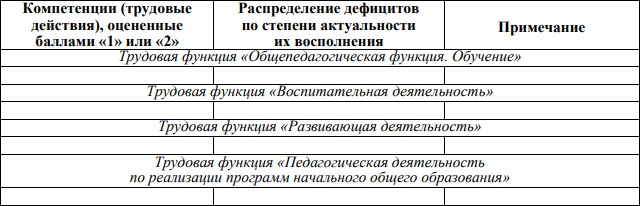 Компетенции (трудовые
действия), оцененные
баллами «1» или «2»
Распределение дефицитов
по степени актуальности
их восполнения
Примечание
Трудовая функция «Общепедагогическая функция. Обучение»
Трудовая функция «Воспитательная деятельность»
Трудовая функция «Развивающая деятельность»
Трудовая функция «Педагогическая деятельность
по реализации программ начального общего образования»